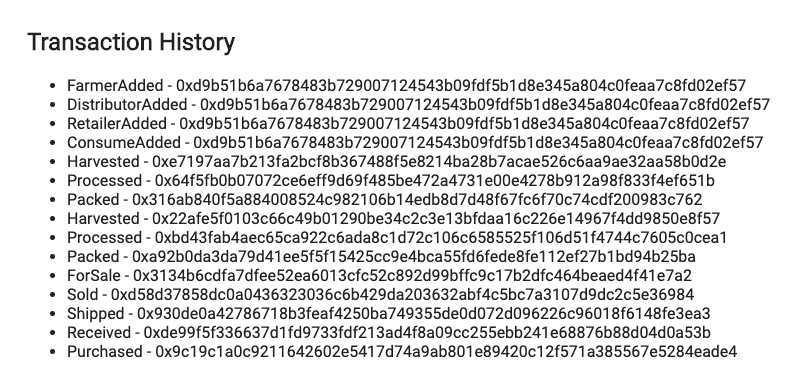 Transaction History
FarmerAdded - 0xd9b51b6a7678483b729007124543b09fdf5b1d8e345a804c0feaa7c8fd02ef57
DistributorAdded - 0xd9b51b6a7678483b729007124543b09fdf5b1d8e345a804c0feaa7c8fd02ef57
RetailerAdded - 0xd9b51b6a7678483b729007124543b09fdf5b1d8e345a804c0feaa7c8fd02ef57
ConsumeAdded - 0xd9b51b6a7678483b729007124543b09fdf5b1d8e345a804c0feaa7c8fd02ef57
Harvested - 0xe7197aa7b213fa2bcf8b367488f5e8214ba28b7acae526c6aa9ae32aa58b0d2e
Processed - 0x64f5fb0b07072ce6eff9d69f485be472a4731e00e4278b912a98f833f4ef651b
Packed - 0x316ab840f5a884008524c982106b14edb8d7d48f67fc6f70c74cdf200983c762
Harvested - 0x22afe5f0103c66c49b01290be34c2c3e13bfdaa16c226e14967f4dd9850e8f57
Processed - 0xbd43fab4aec65ca922c6ada8c1d72c106c6585525f106d51f4744c7605c0cea1
Packed - 0xa92b0da3da79d41ee5f5f15425cc9e4bca55fd6fede8fe112ef27b1bd94b25ba
ForSale - 0x3134b6cdfa7dfee52ea6013cfc52c892d99bffc9c17b2dfc464beaed4f41e7a2
Sold - 0xd58d37858dc0a0436323036c6b429da203632abf4c5bc7a3107d9dc2c5e36984
Shipped - 0x930de0a42786718b3feaf4250ba749355de0d072d096226c96018f6148fe3ea3
Received - 0xde99f5f336637d1fd9733fdf213ad4f8a09cc255ebb241e68876b88d04d0a53b
Purchased - 0x9c19c1a0c9211642602e5417d74a9ab801e89420c12f571a385567e5284eade4